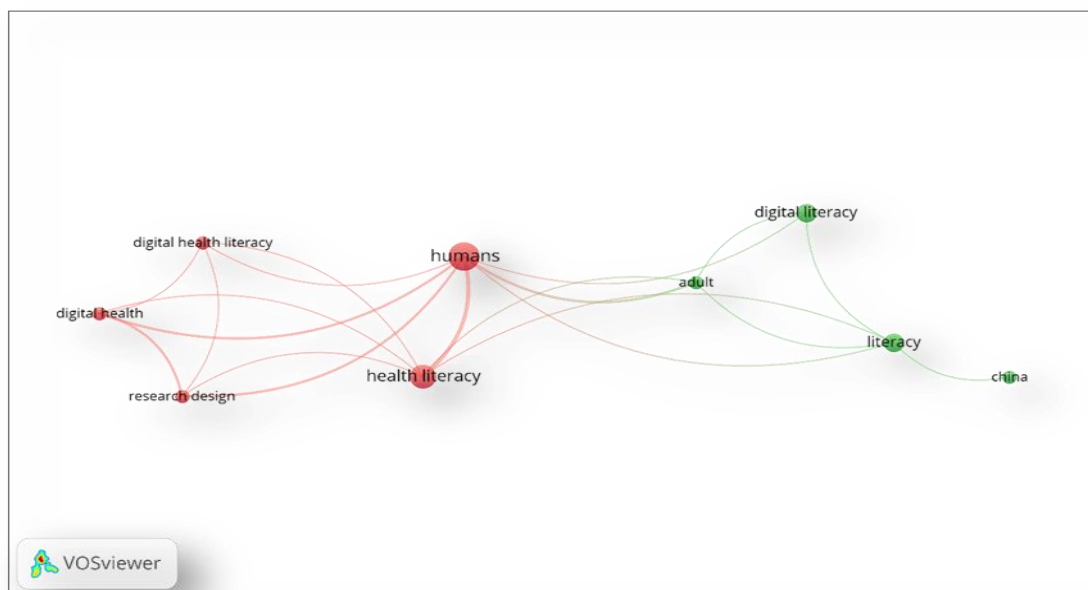 digital literacy
digital health literacy
humans
adult
digital health
literacy
health literacy
china
research design
VOSviewer